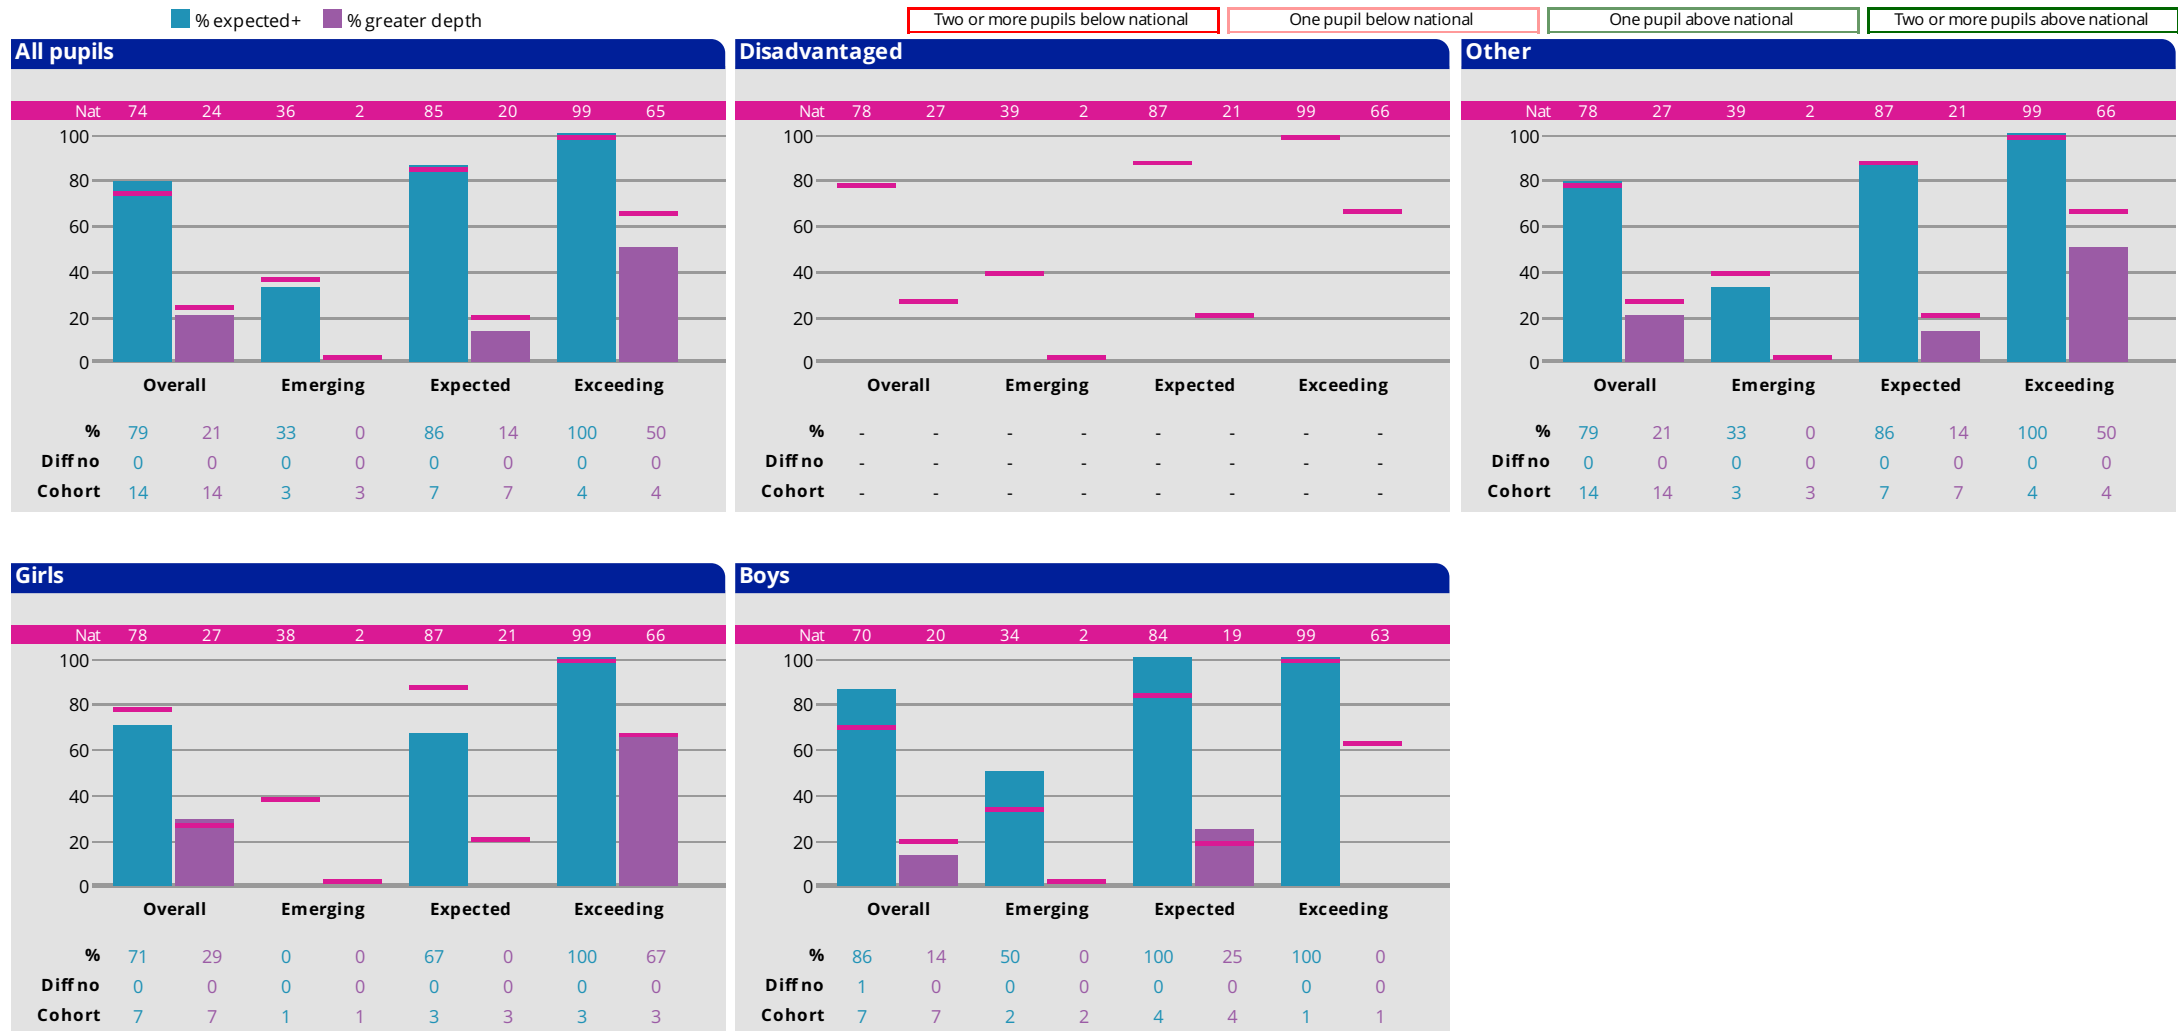 % expected+ % greater depth
Two or more pupils below national One pupil below national One pupil above national Two or more pupils above national
All pupils
Nat 74 24 36 2 85 20 99 65
100
80
60
40
20
0
Overall Emerging Expected Exceeding
% 79 21 33 0 86 14 100 50
Diff no 0 0 0 0 0 0 0 0
Cohort 14 14 3 3 7 7 4 4
Disadvantaged
Nat 78 27 39 2 87 21 99 66
100
80
60
40
20
0
Overall Emerging Expected Exceeding
% - - - - - - - -
Diff no - - - - - - - -
Cohort - - - - - - - -
Other
Nat 78 27 39 2 87 21 99 66
100
80
60
40
20
0
Overall Emerging Expected Exceeding
% 79 21 33 0 86 14 100 50
Diff no 0 0 0 0 0 0 0 0
Cohort 14 14 3 3 7 7 4 4
Girls
Nat 78 27 38 2 87 21 99 66
100
80
60
40
20
0
Overall Emerging Expected Exceeding
% 71 29 0 0 67 0 100 67
Diff no 0 0 0 0 0 0 0 0
Cohort 7 7 1 1 3 3 3 3
Boys
Nat 70 20 34 2 84 19 99 63
100
80
60
40
20
0
Overall Emerging Expected Exceeding
% 86 14 50 0 100 25 100 0
Diff no 1 0 0 0 0 0 0 0
Cohort 7 7 2 2 4 4 1 1